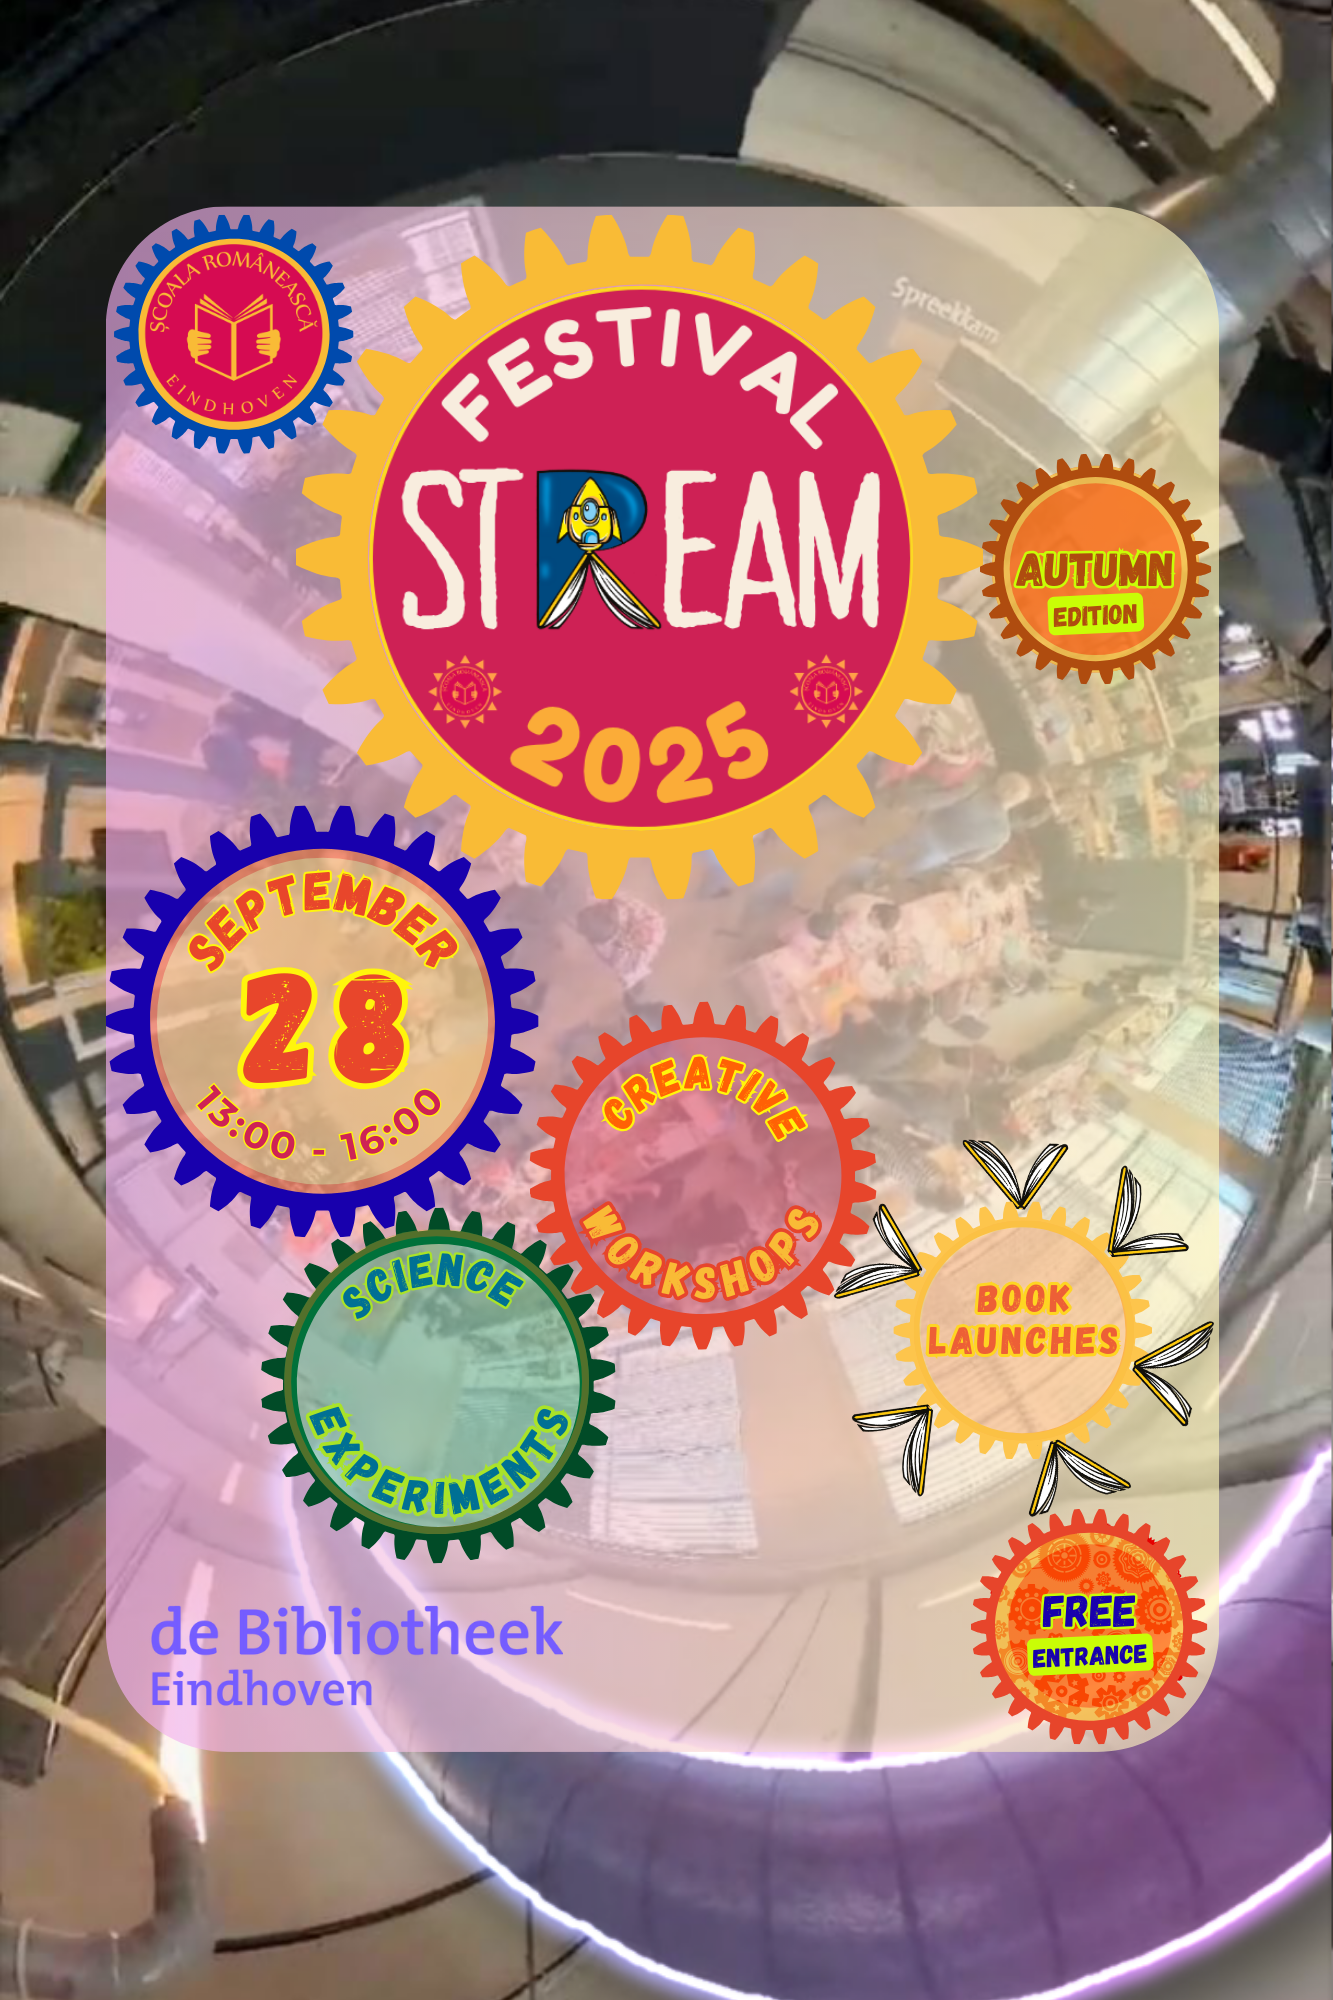 ȘCOALA ROMÂNEASCĂ
EINDHOVEN
FESTIVAL
STREAM
2025
Spreekkam
AUTUMN
EDITION
SEPTEMBER
28
13:00 - 16:00
CREATIVE
WORKSHOPS
SCIENCE
EXPERIMENTS
BOOK
LAUNCHES
de Bibliotheek
Eindhoven
FREE
ENTRANCE